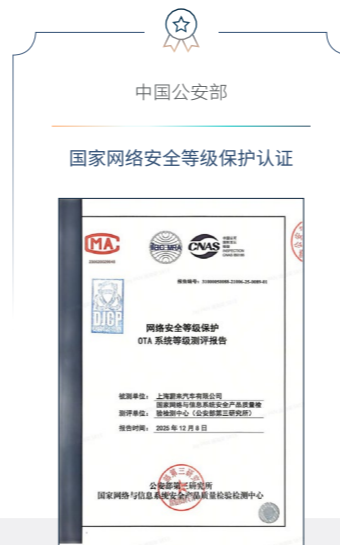 中国公安部
国家网络安全等级保护认证
MA
ilac-MRA
CNAS
DJCP
网络安全等级保护
OTA 系统等级测评报告
被测单位：上海蔚来汽车有限公司
国家网络与信息系统安全产品质量检
测评单位：验检测中心（公安部第三研究所）
报告时间：2025 年 12 月 8 日
公安部第三研究所
国家网络与信息系统安全产品质量检验检测中心